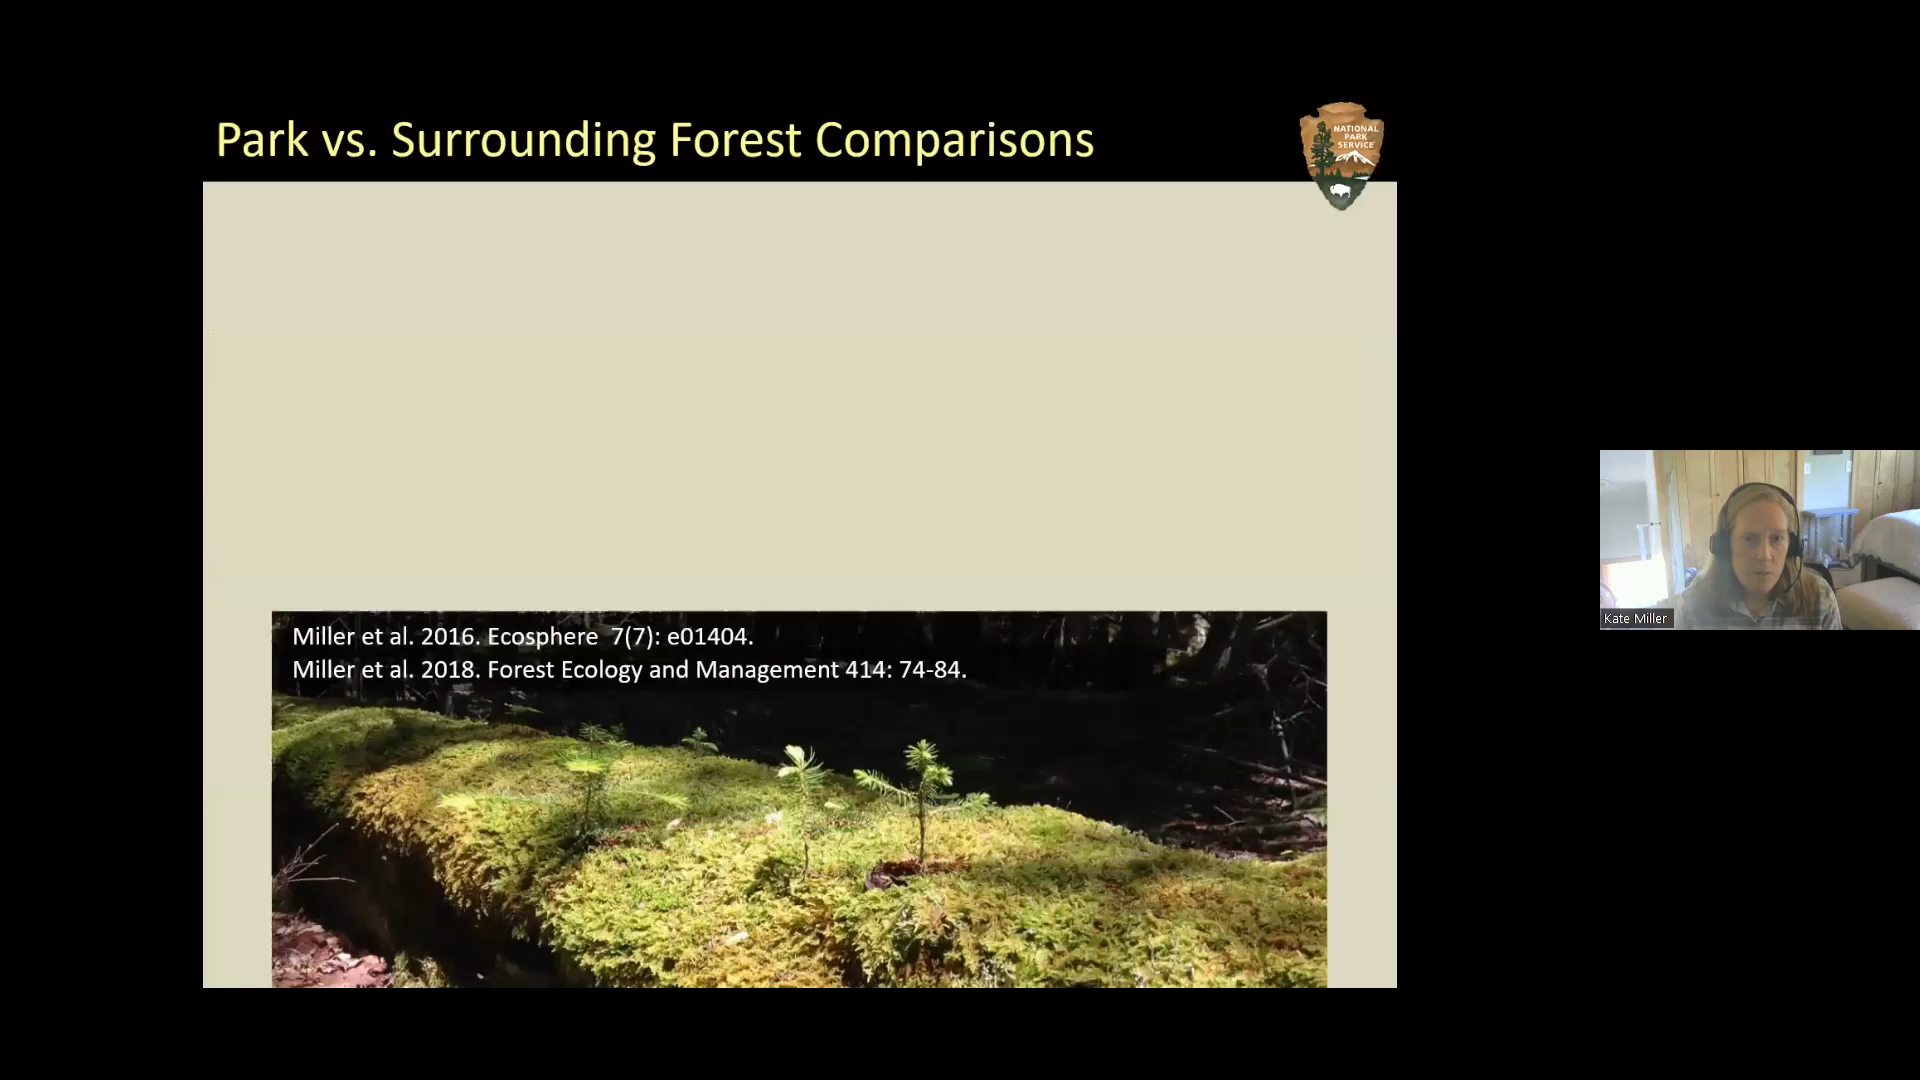 Park vs. Surrounding Forest Comparisons
NATIONAL
PARK
SERVICE
Miller et al. 2016. Ecosphere 7(7): e01404.
Miller et al. 2018. Forest Ecology and Management 414: 74-84.
Kate Miller